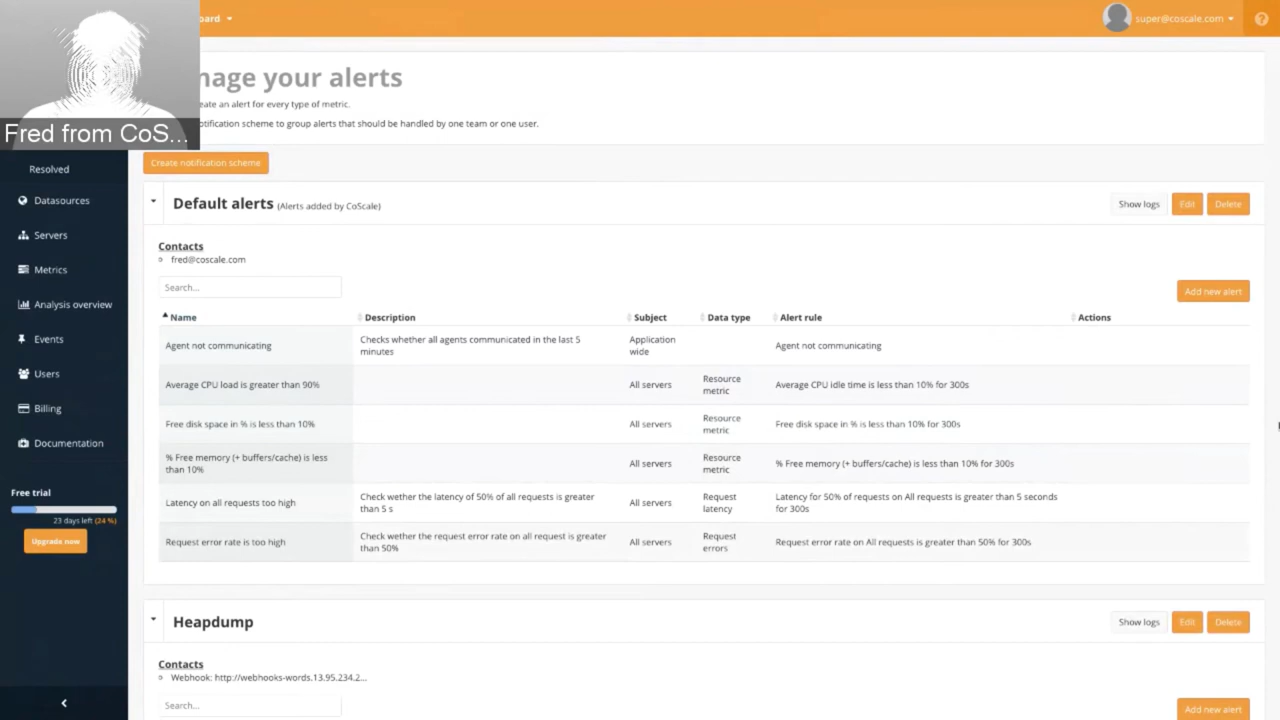 oard
super@coscale.com
nage your alerts
eate an alert for every type of metric.
otification scheme to group alerts that should be handled by one team or one user.
Fred from CoS...
Resolved
Datasources
Servers
Metrics
Analysis overview
Events
Users
Billing
Documentation
Free trial
23 days left (24 %)
Upgrade now
Create notification scheme
Default alerts (Alerts added by CoScale)
Show logs Edit Delete
Contacts
fred@coscale.com
Search...
Add new alert
Name Description Subject Data type Alert rule Actions
Agent not communicating Checks whether all agents communicated in the last 5 Application Agent not communicating
minutes wide
Average CPU load is greater than 90% All servers Resource Average CPU idle time is less than 10% for 300s
metric
Free disk space in % is less than 10% All servers Resource Free disk space in % is less than 10% for 300s
metric
% Free memory (+ buffers/cache) is less All servers Resource % Free memory (+ buffers/cache) is less than 10% for 300s
than 10% metric
Latency on all requests too high Check wether the latency of 50% of all requests is greater All servers Request Latency for 50% of requests on All requests is greater than 5 seconds
than 5 s latency for 300s
Request error rate is too high Check wether the request error rate on all request is greater All servers Request Request error rate on All requests is greater than 50% for 300s
than 50% errors
Heapdump
Show logs Edit Delete
Contacts
Webhook: http://webhooks-words.13.95.234.2...
Search...
Add new alert